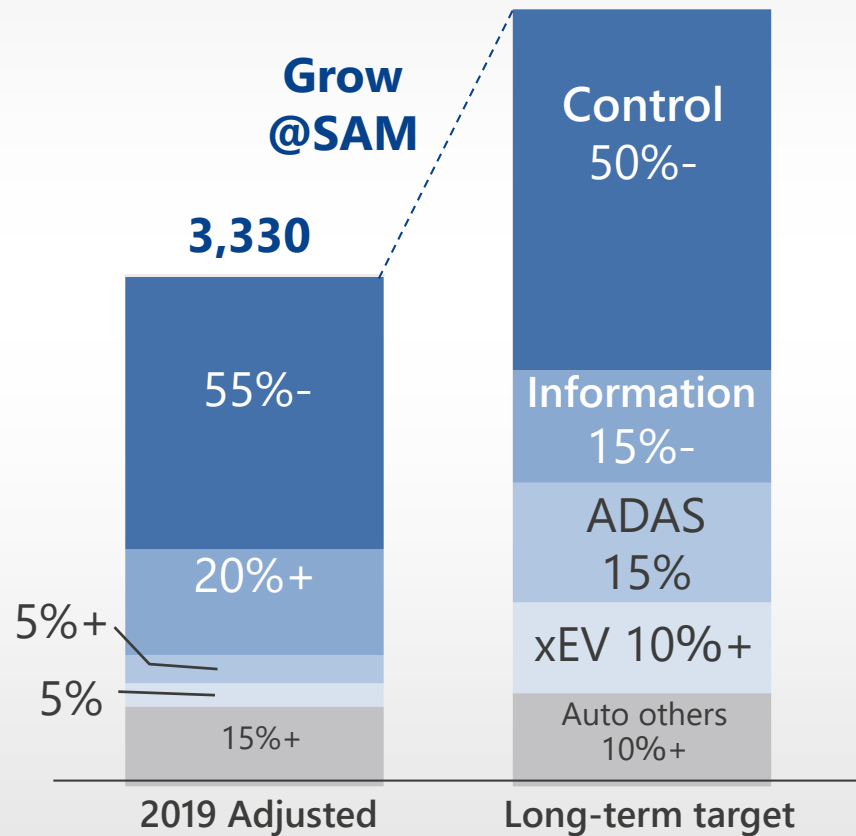 Grow
@SAM
3,330
55%-
20%+
5%+
5%
15%+
2019 Adjusted
Control
50%-
Information
15%-
ADAS
15%
xEV 10%+
Auto others
10%+
Long-term target